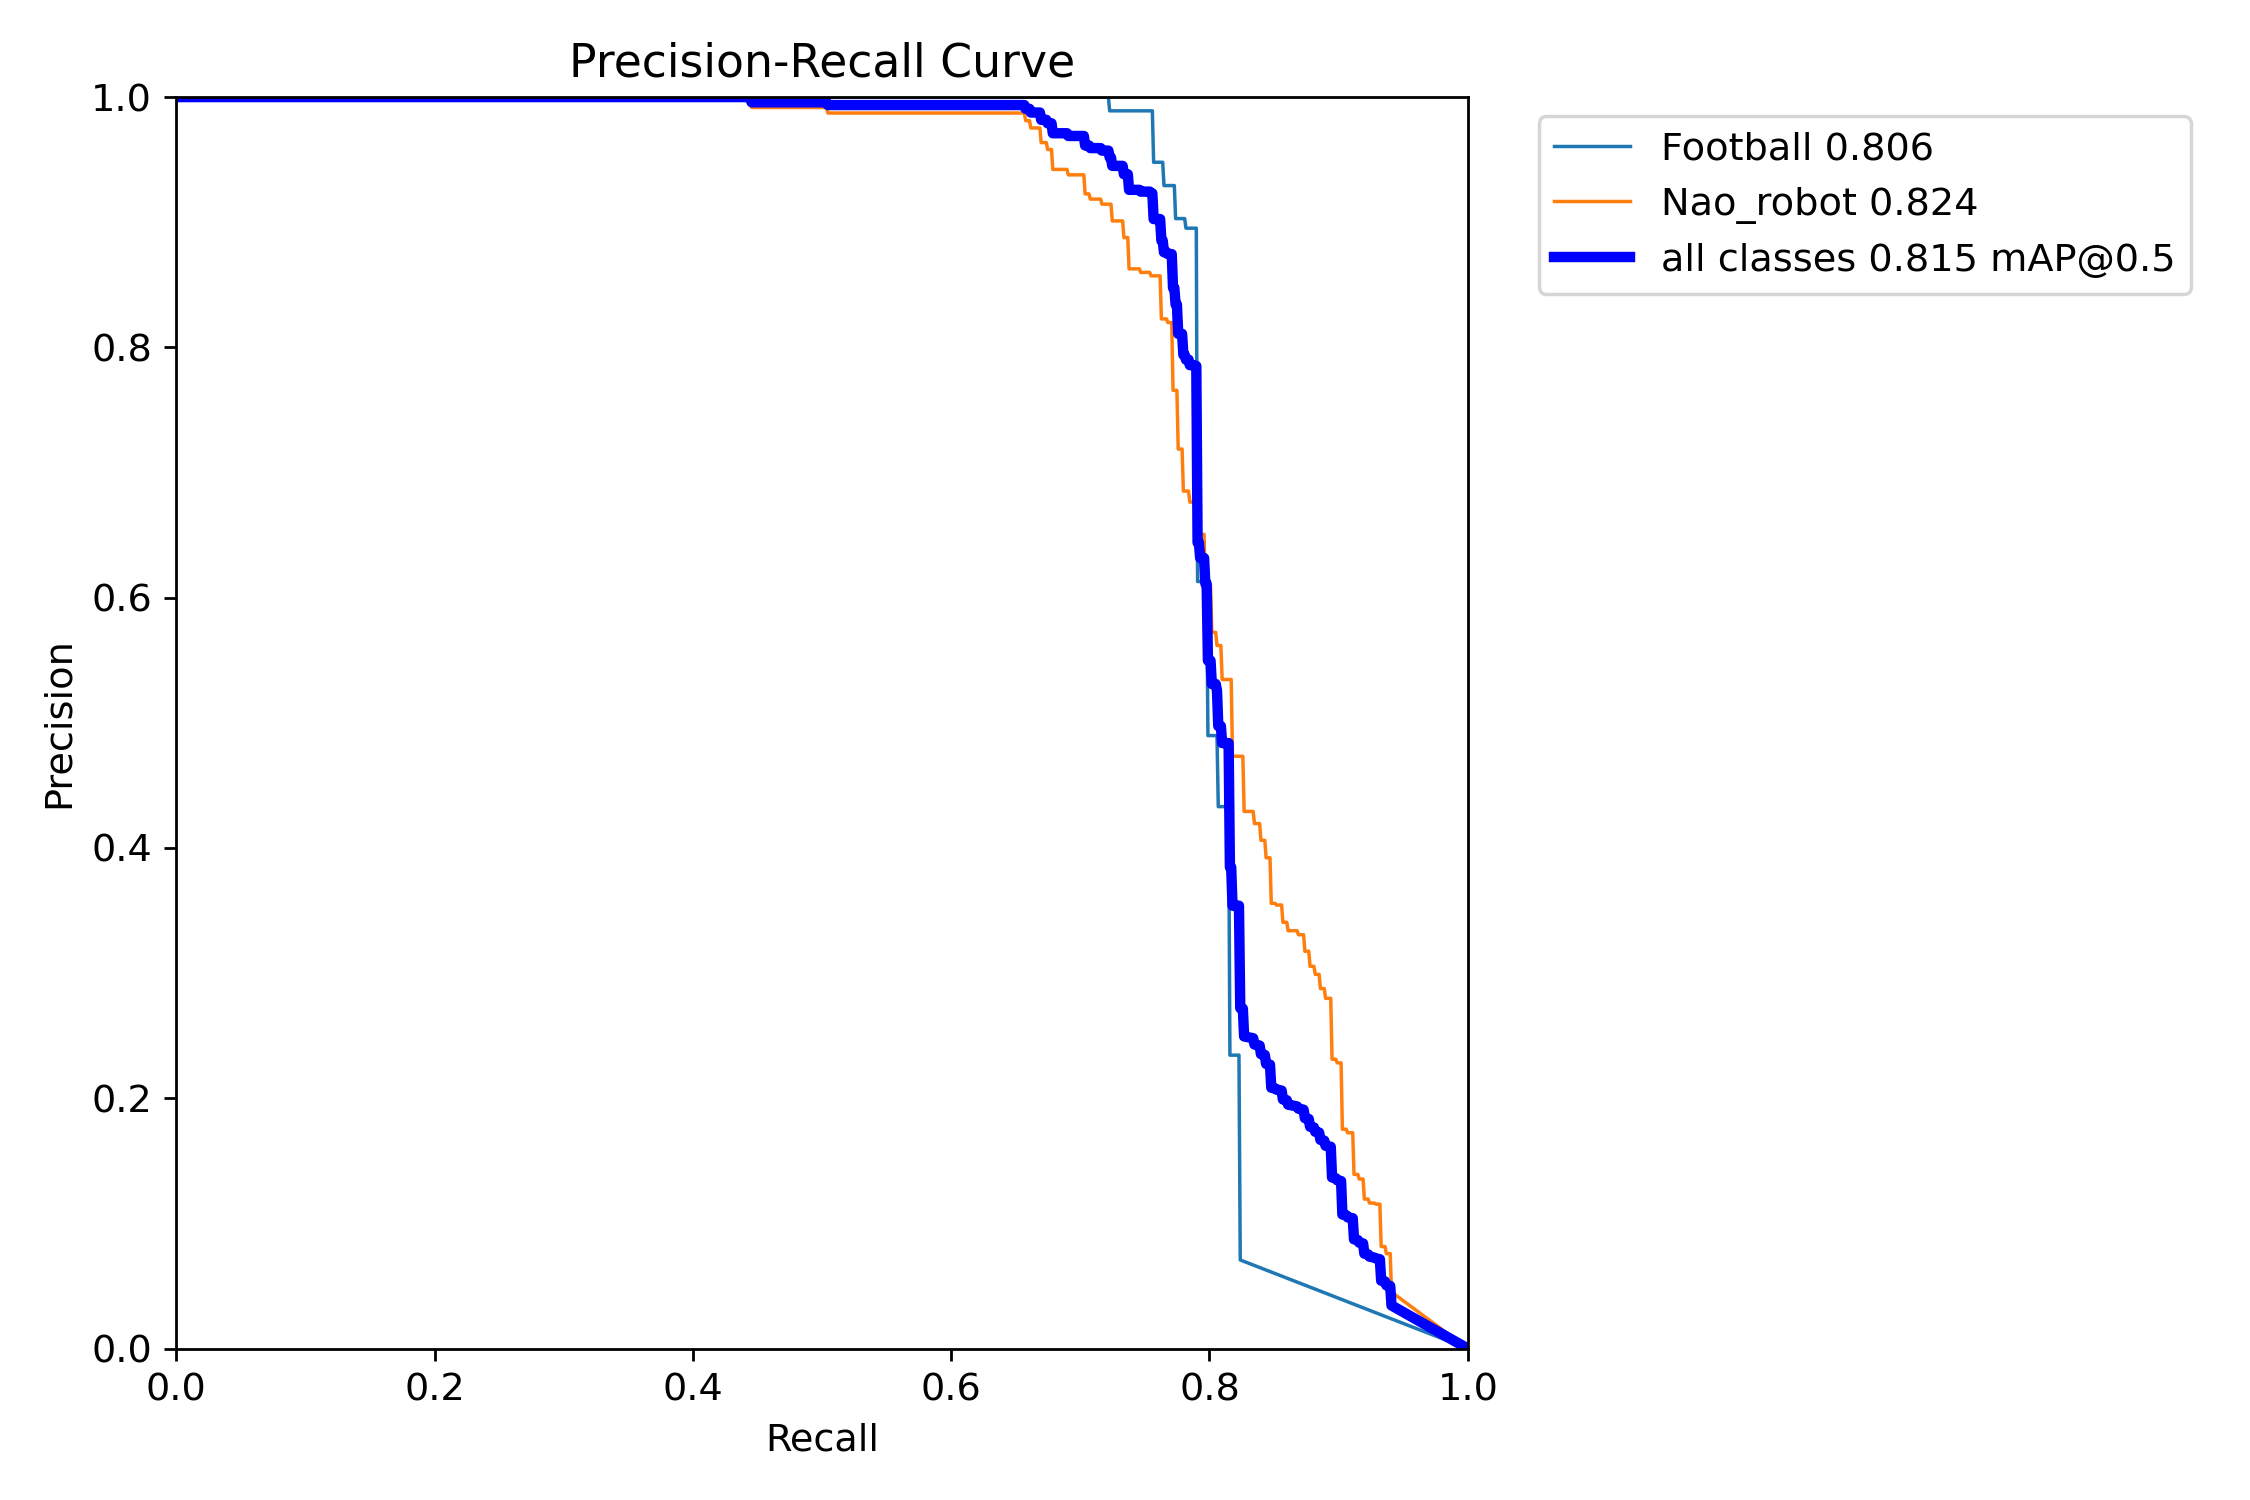 Precision-Recall Curve
1.0
0.8
0.6
0.4
0.2
0.0
Precision
0.0 0.2 0.4 0.6 0.8 1.0
Recall
Football 0.806
Nao_robot 0.824
all classes 0.815 mAP@0.5